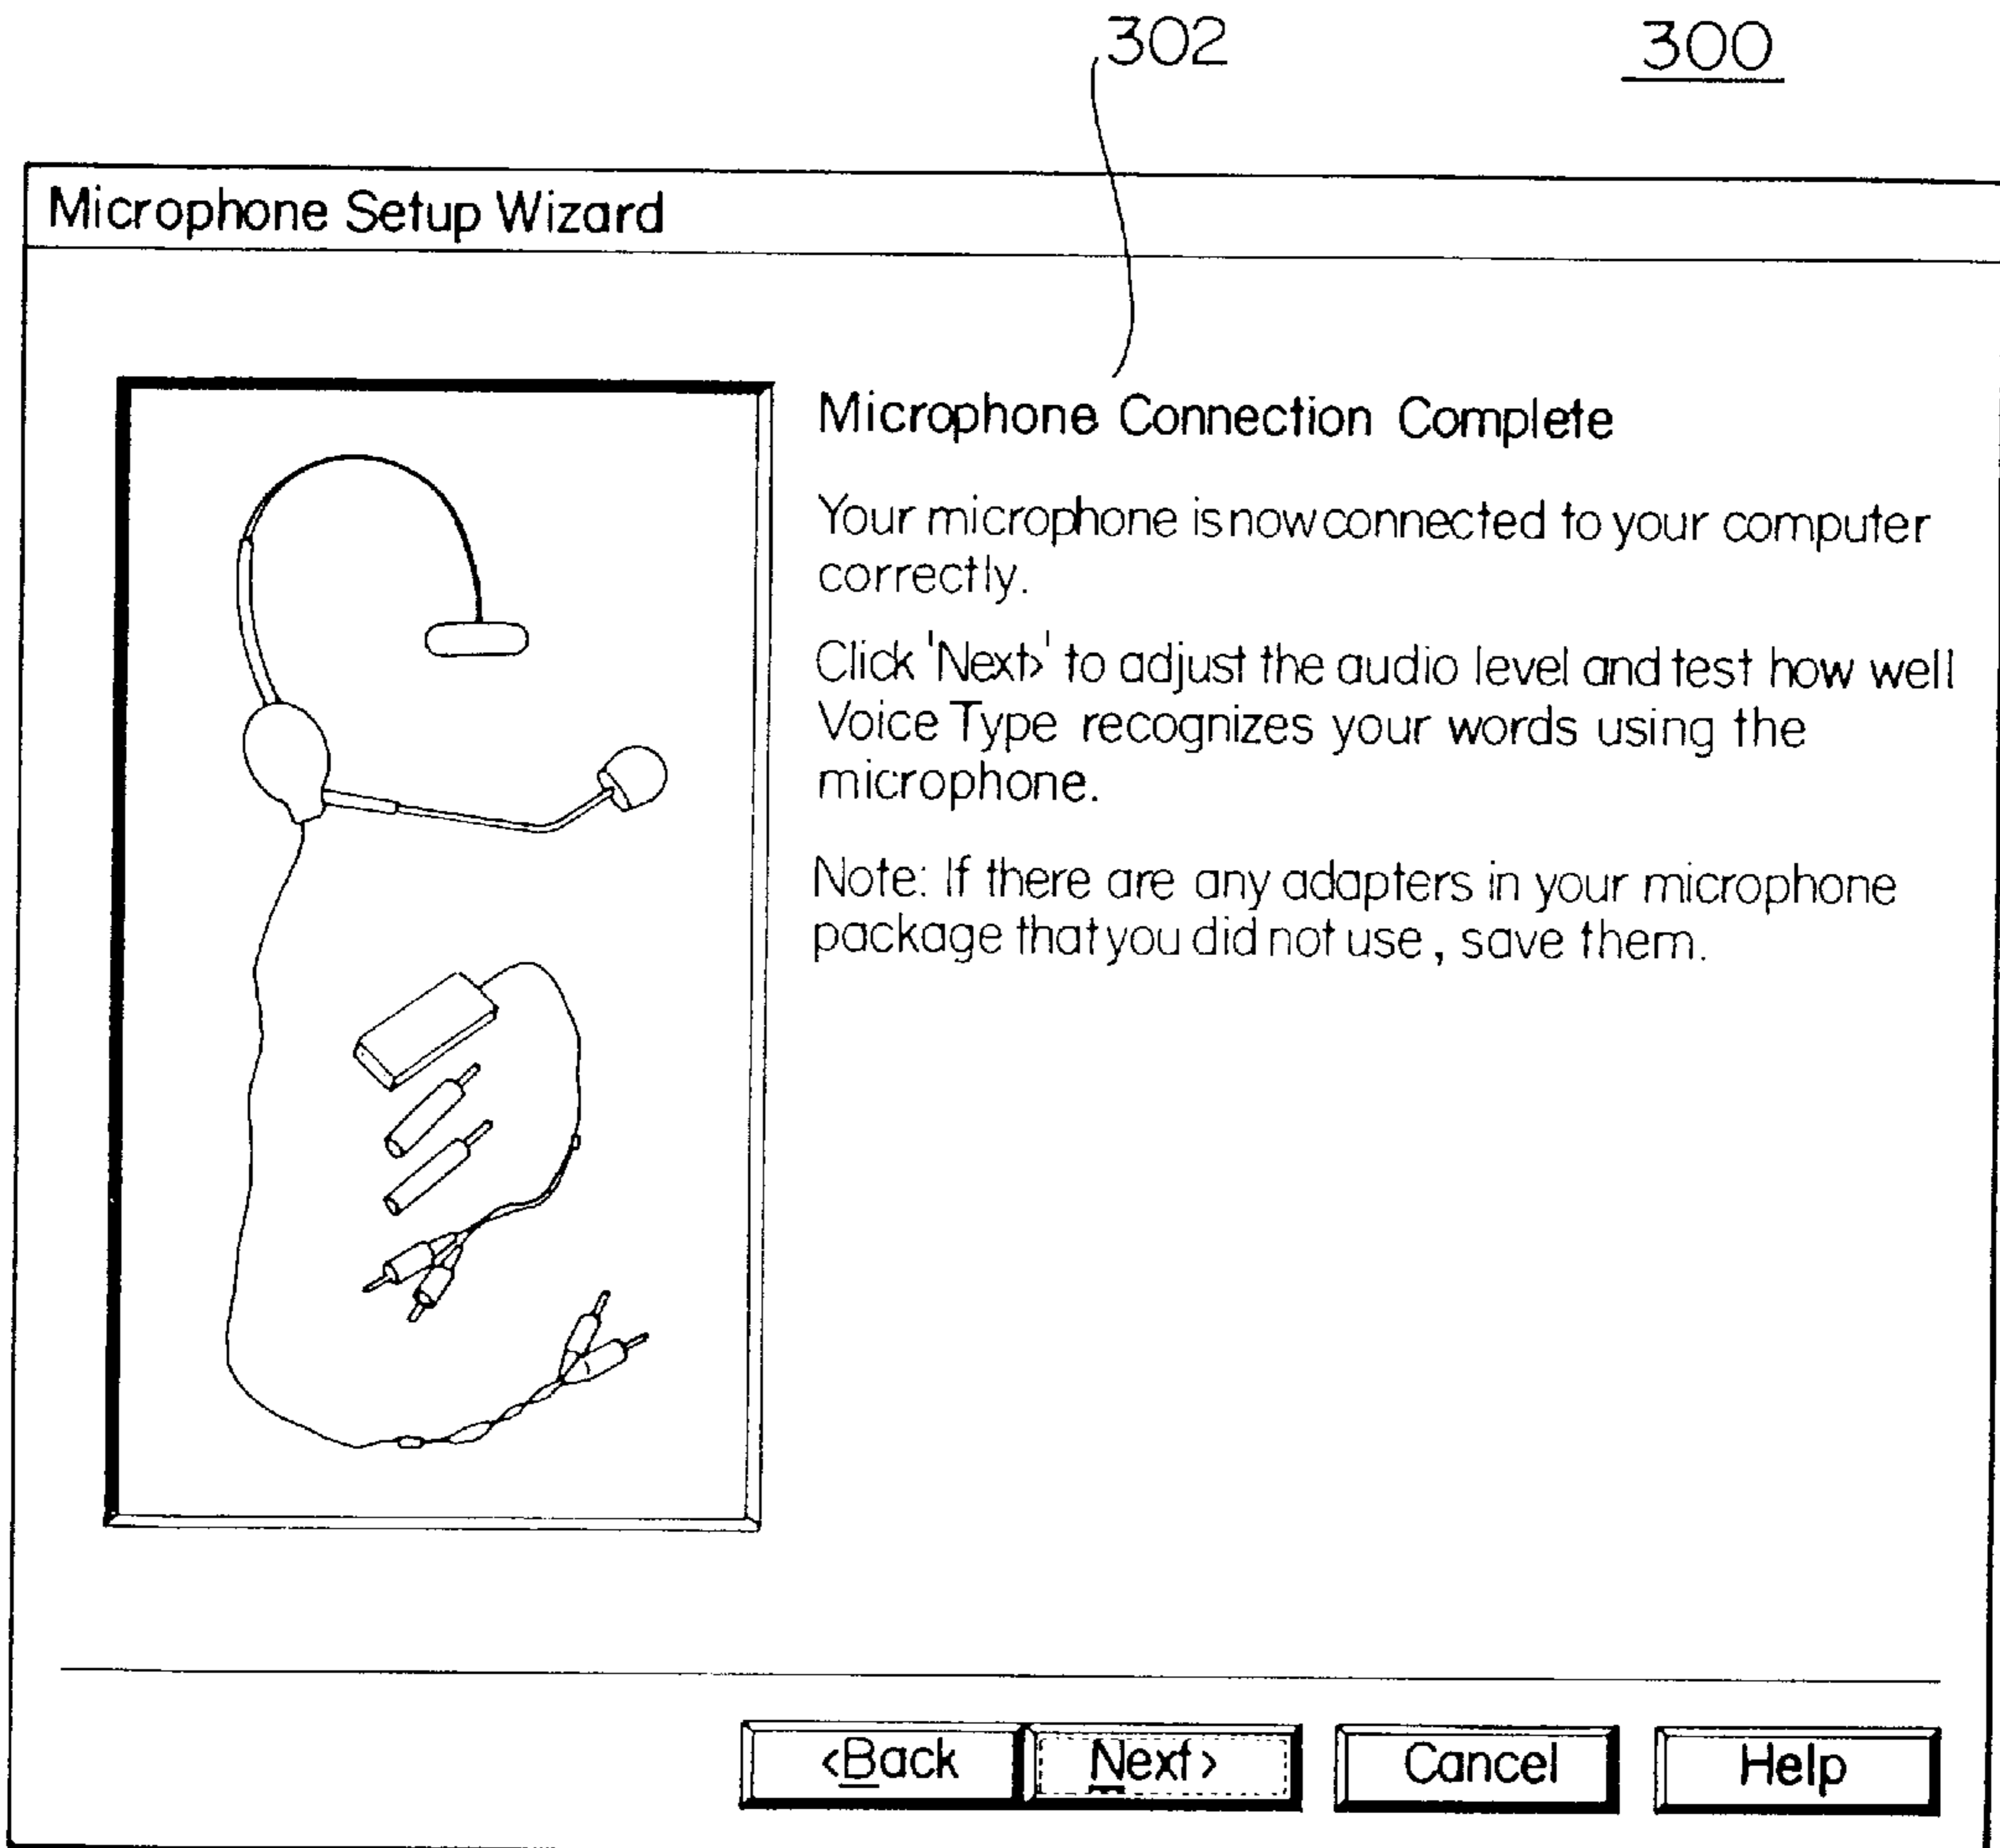 302
300
Microphone Setup Wizard
Microphone Connection Complete
Your microphone is now connected to your computer
correctly.
Click 'Next>' to adjust the audio level and test how well
Voice Type recognizes your words using the
microphone.
Note: If there are any adapters in your microphone
package that you did not use, save them.
<Back Next> Cancel Help